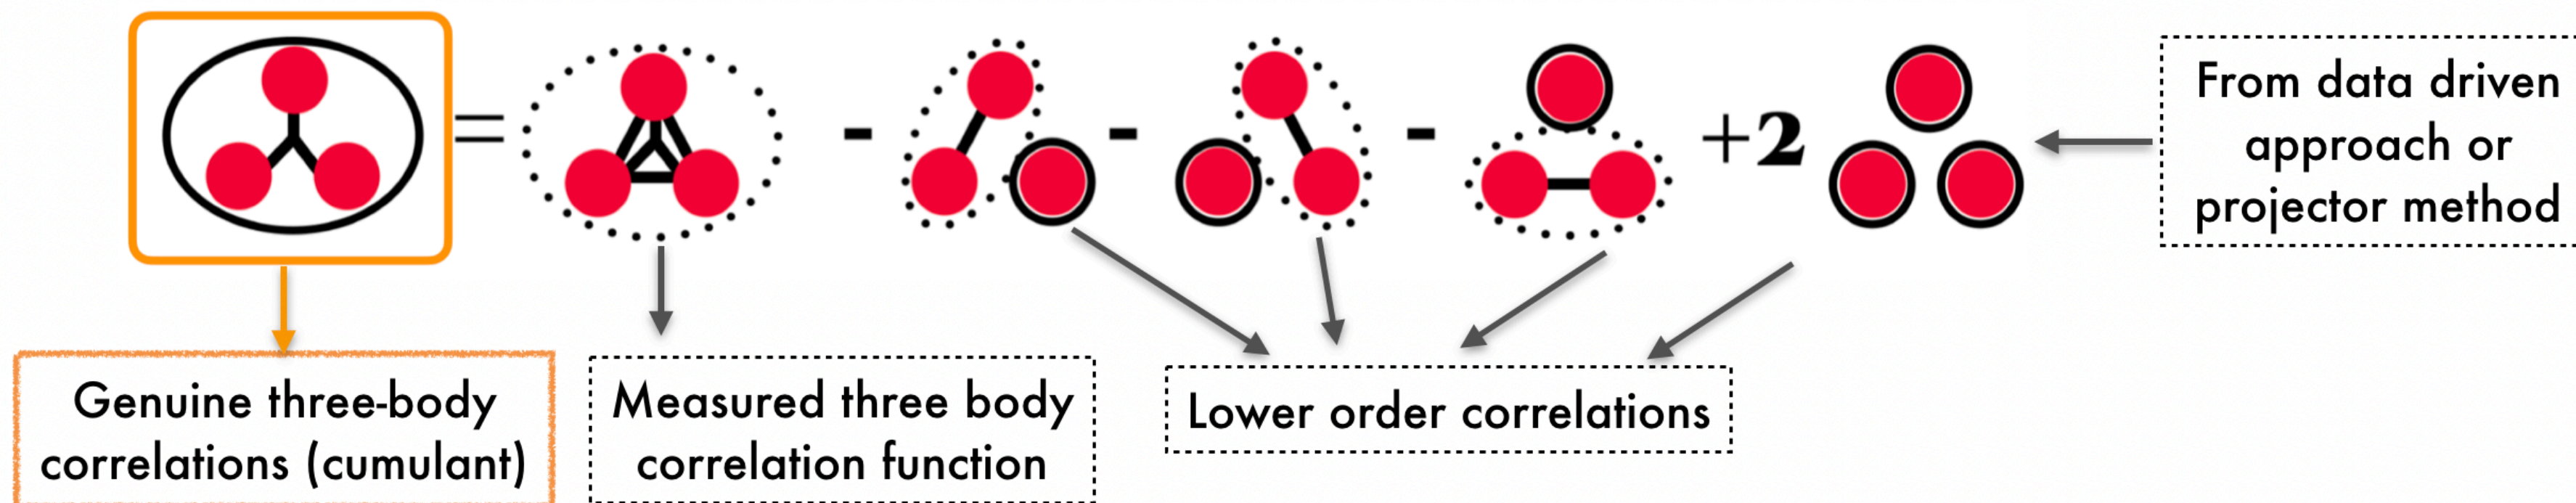 = - - - +2
From data driven
approach or
projector method
Genuine three-body
correlations (cumulant)
Measured three body
correlation function
Lower order correlations